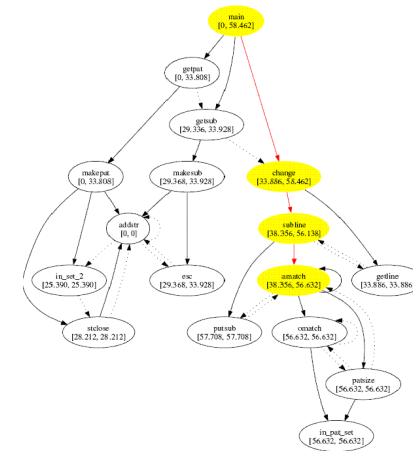 main
[0, 58.462]
getpat
[0, 33.808]
getsub
[29.336, 33.928]
makepat
[0, 33.808]
makesub
[29.368, 33.928]
change
[33.886, 58.462]
addstr
[0, 0]
subline
[38.356, 56.138]
in_set_2
[25.390, 25.390]
esc
[29.368, 33.928]
amatch
[38.356, 56.632]
getline
[33.886, 33.886]
stclose
[28.212, 28.212]
putsub
[57.708, 57.708]
omatch
[56.632, 56.632]
patsize
[56.632, 56.632]
in_pat_set
[56.632, 56.632]